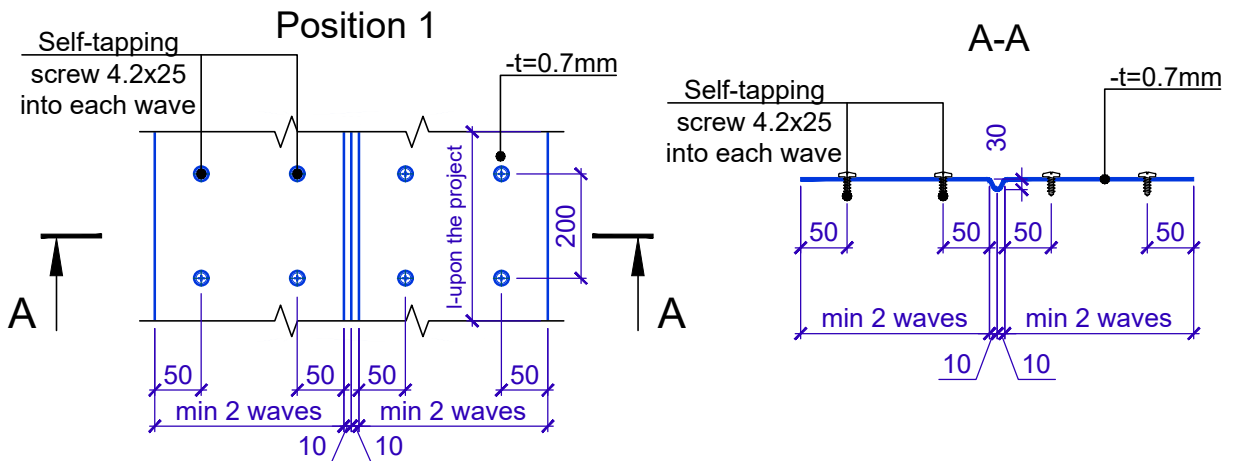 Position 1
Self-tapping
screw 4.2x25
into each wave
-t=0.7mm
l-upon the project
200
A
A
50
50
50
50
min 2 waves
min 2 waves
10
10
A-A
Self-tapping
screw 4.2x25
into each wave
-t=0.7mm
30
50
50
50
50
min 2 waves
min 2 waves
10
10